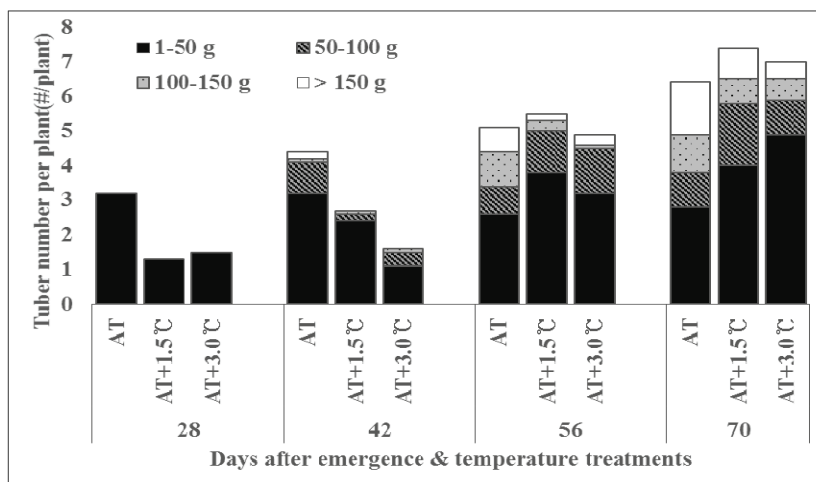 Tuber number per plant(#/plant)
8
7
6
5
4
3
2
1
0
1-50 g
50-100 g
100-150 g
> 150 g
AT
AT+1.5℃
AT+3.0℃
AT
AT+1.5℃
AT+3.0℃
AT
AT+1.5℃
AT+3.0℃
AT
AT+1.5℃
AT+3.0℃
28
42
56
70
Days after emergence & temperature treatments